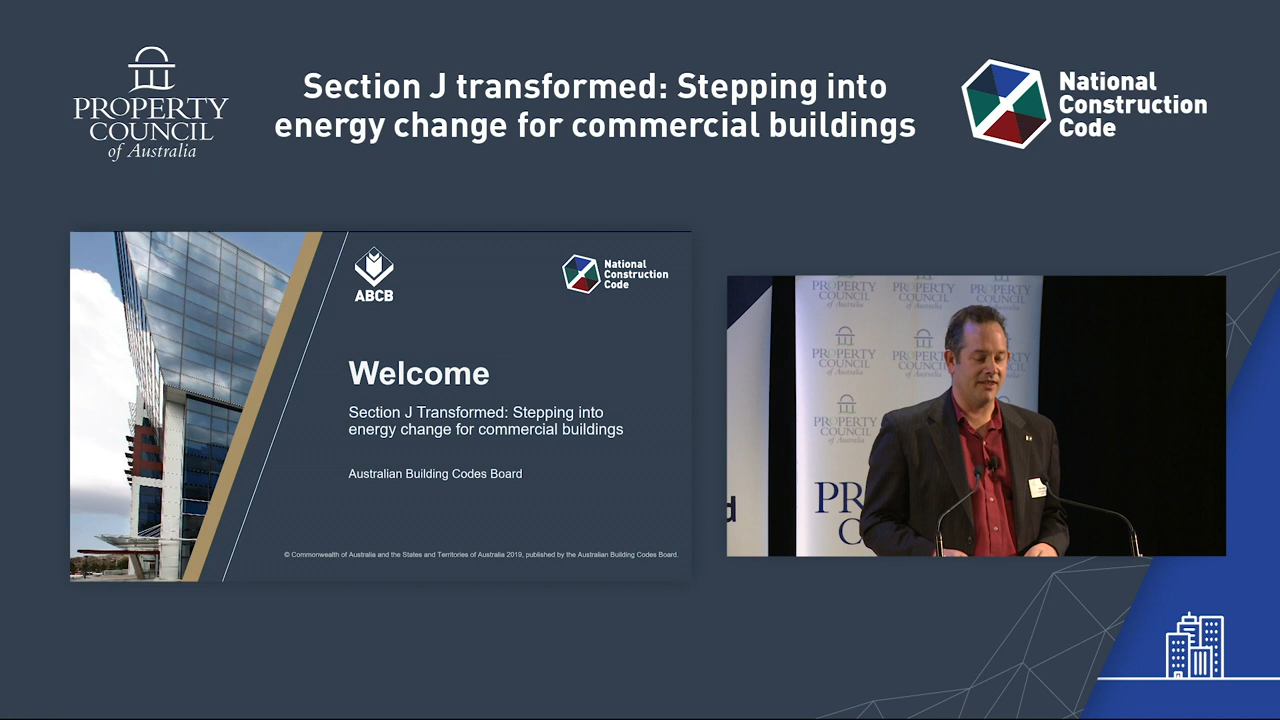 PROPERTY
COUNCIL
of Australia
Section J transformed: Stepping into
energy change for commercial buildings
National
Construction
Code
ABCB
National
Construction
Code
Welcome
Section J Transformed: Stepping into
energy change for commercial buildings
Australian Building Codes Board
© Commonwealth of Australia and the States and Territories of Australia 2019, published by the Australian Building Codes Board.
PROPERTY
COUNCIL
of Australia
PROPERTY
COUNCIL
of Australia
PROPERTY
COUNCIL
of Australia
PROPERTY
COUNCIL
of Australia
PROPERTY
COUNCIL
PROPERTY
COUNCIL
of Australia
PR
CO
d